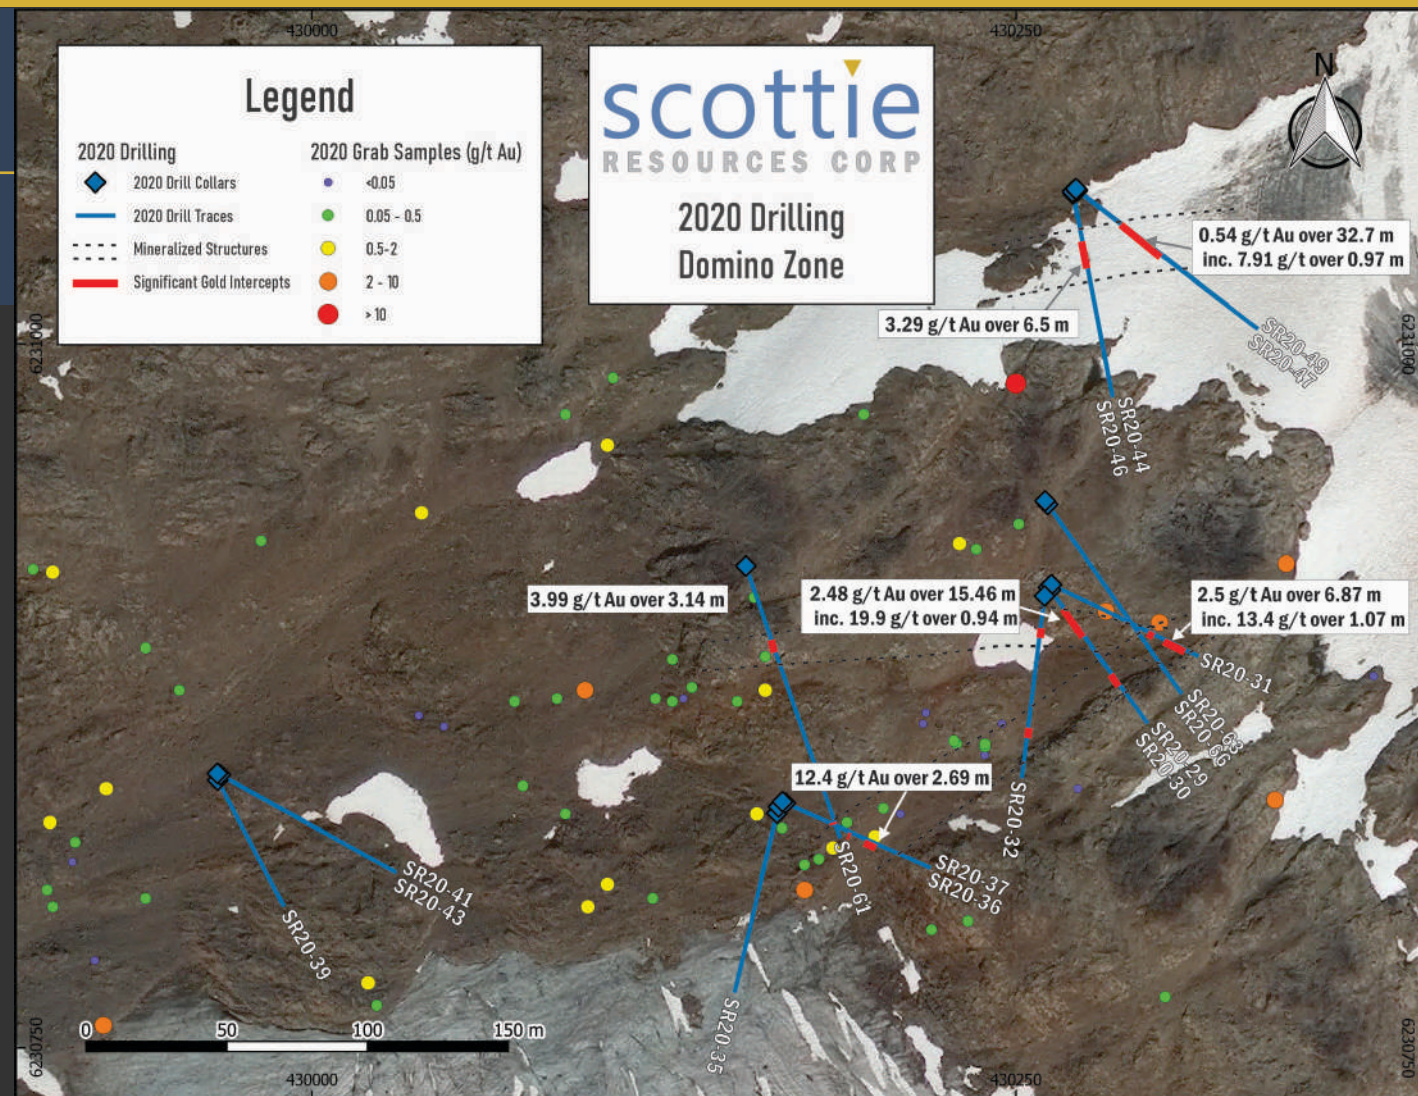 430000
430250
Legend
2020 Drilling
2020 Drill Collars
2020 Drill Traces
Mineralized Structures
Significant Gold Intercepts
2020 Grab Samples (g/t Au)
<0.05
0.05 - 0.5
0.5-2
2 - 10
> 10
scottie
RESOURCES CORP
2020 Drilling
Domino Zone
N
0.54 g/t Au over 32.7 m
inc. 7.91 g/t over 0.97 m
3.29 g/t Au over 6.5 m
6231000
6231000
SR20-49
SR20-47
SR20-44
SR20-46
3.99 g/t Au over 3.14 m
2.48 g/t Au over 15.46 m
inc. 19.9 g/t over 0.94 m
2.5 g/t Au over 6.87 m
inc. 13.4 g/t over 1.07 m
SR20-31
SR20-63
SR20-66
SR20-29
SR20-30
12.4 g/t Au over 2.69 m
SR20-32
SR20-37
SR20-36
SR20-61
SR20-41
SR20-43
SR20-39
SR20-35
0 50 100 150 m
6230750
6230750
430000
430250